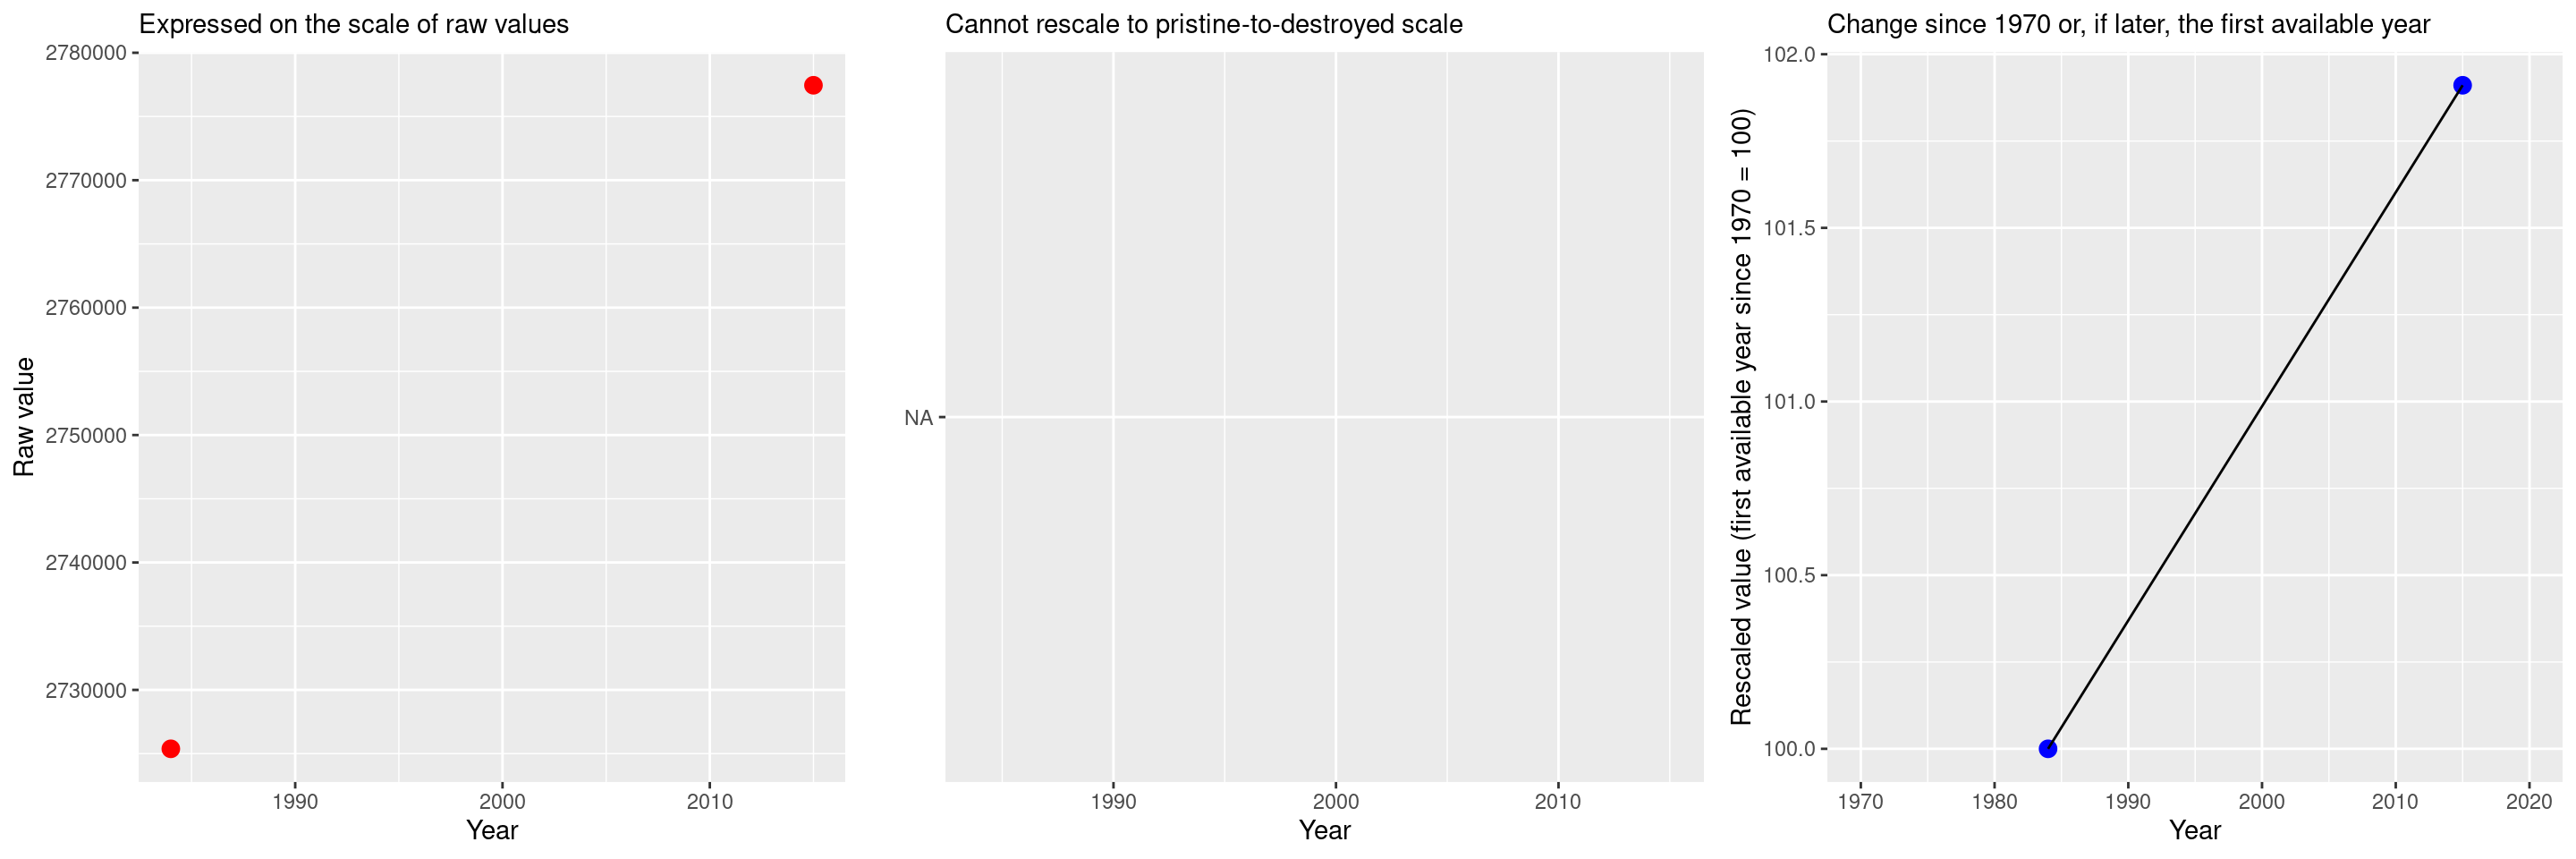 Expressed on the scale of raw values
Raw value
2780000
2770000
2760000
2750000
2740000
2730000
1990 2000 2010
Year
Cannot rescale to pristine-to-destroyed scale
NA
1990 2000 2010
Year
Change since 1970 or, if later, the first available year
Rescaled value (first available year since 1970 = 100)
102.0
101.5
101.0
100.5
100.0
1970 1980 1990 2000 2010 2020
Year